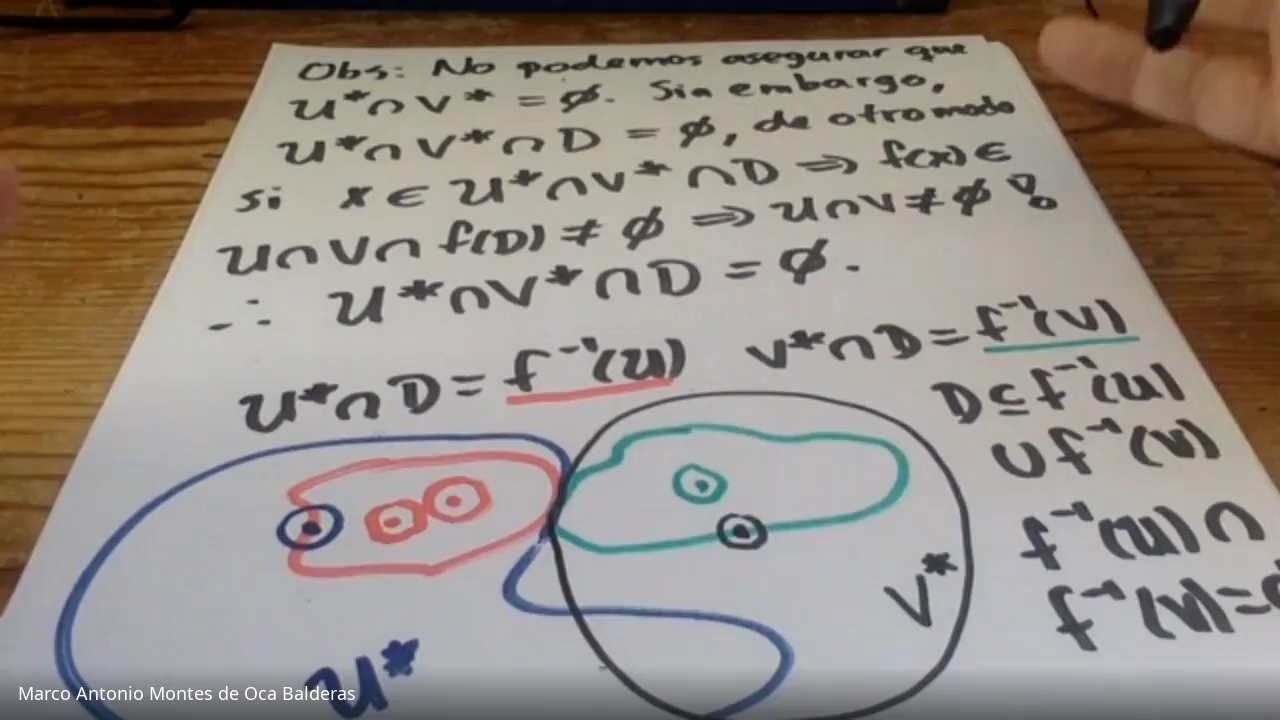 Obs: No podemos asegurar que
U*∩V* = ∅. Sin embargo,
U*∩V*∩D = ∅, de otro modo
si x ∈ U*∩V*∩D ⇒ f(x) ∈
U∩V∩f(D) ≠ ∅ ⇒ U∩V ≠ ∅ !
∴ U*∩V*∩D = ∅.
U*∩D = f⁻¹(U) V*∩D = f⁻¹(V)
D ⊆ f⁻¹(U)
∪ f⁻¹(V)
f⁻¹(U) ∩
f⁻¹(V) =
V*
U*
Marco Antonio Montes de Oca Balderas